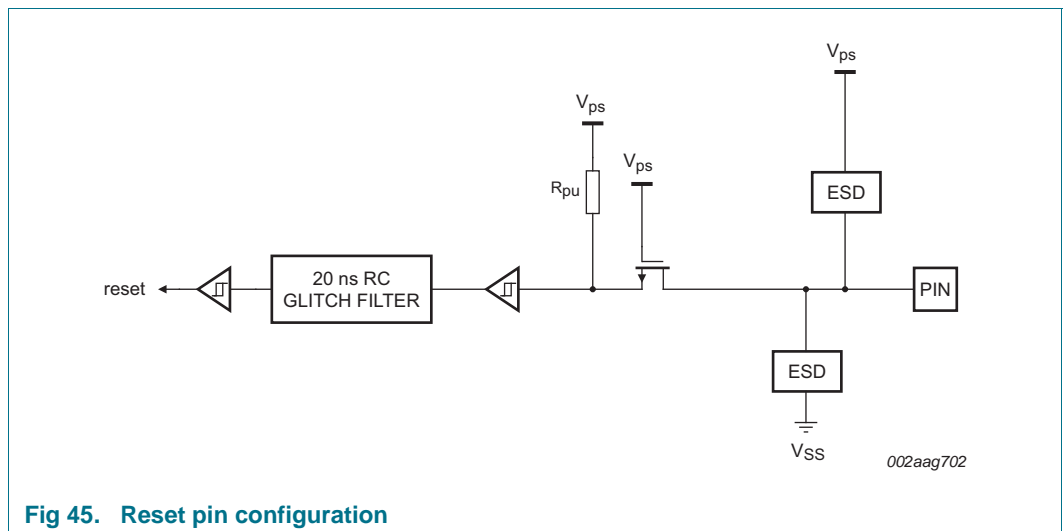 Vps
Vps
Vps
Rpu
ESD
reset
20 ns RC
GLITCH FILTER
PIN
ESD
VSS
002aag702
Fig 45. Reset pin configuration